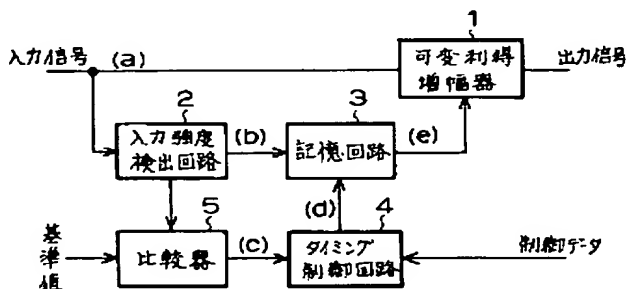 1
入力信号
(a)
可変利得
増幅器
出力信号
2
入力強度
検出回路
(b)
3
記憶回路
(e)
(d)
基
準
値
5
比較器
(c)
4
タイミング
制御回路
制御データ